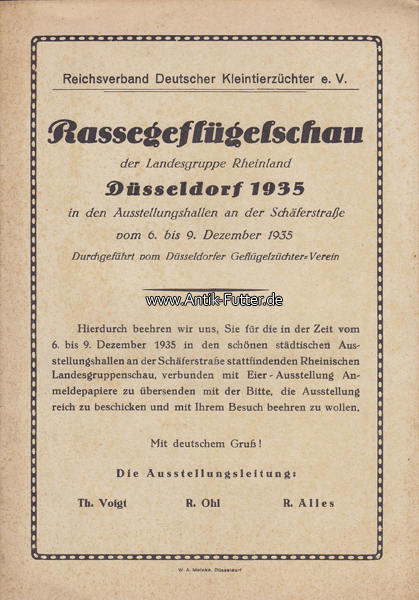 Reichsverband Deutscher Kleintierzüchter e. V.
Rassegeflügelschau
der Landesgruppe Rheinland
Düsseldorf 1935
in den Ausstellungshallen an der Schäferstraße
vom 6. bis 9. Dezember 1935
Durchgeführt vom Düsseldorfer Geflügelzüchter=Verein
www.Antik-Futter.de
Hierdurch beehren wir uns, Sie für die in der Zeit vom
6. bis 9. Dezember 1935 in den schönen städtischen Aus-
stellungshallen an der Schäferstraße stattfindenden Rheinischen
Landesgruppenschau, verbunden mit Eier-Ausstellung An-
meldepapiere zu übersenden mit der Bitte, die Ausstellung
reich zu beschicken und mit Ihrem Besuch beehren zu wollen.
Mit deutschem Gruß!
Die Ausstellungsleitung:
Th. Voigt R. Ohl R. Alles
W. A. Meinke, Düsseldorf